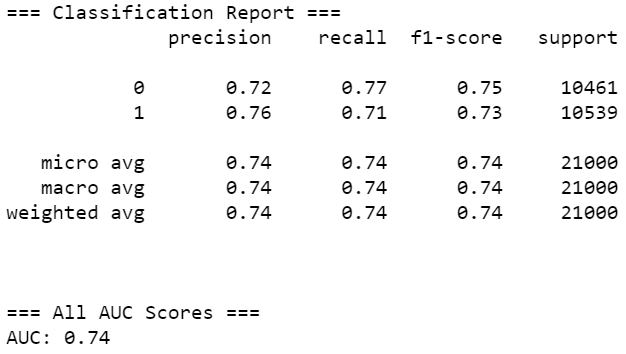 === Classification Report ===
precision recall f1-score support
0 0.72 0.77 0.75 10461
1 0.76 0.71 0.73 10539
micro avg 0.74 0.74 0.74 21000
macro avg 0.74 0.74 0.74 21000
weighted avg 0.74 0.74 0.74 21000
=== All AUC Scores ===
AUC: 0.74